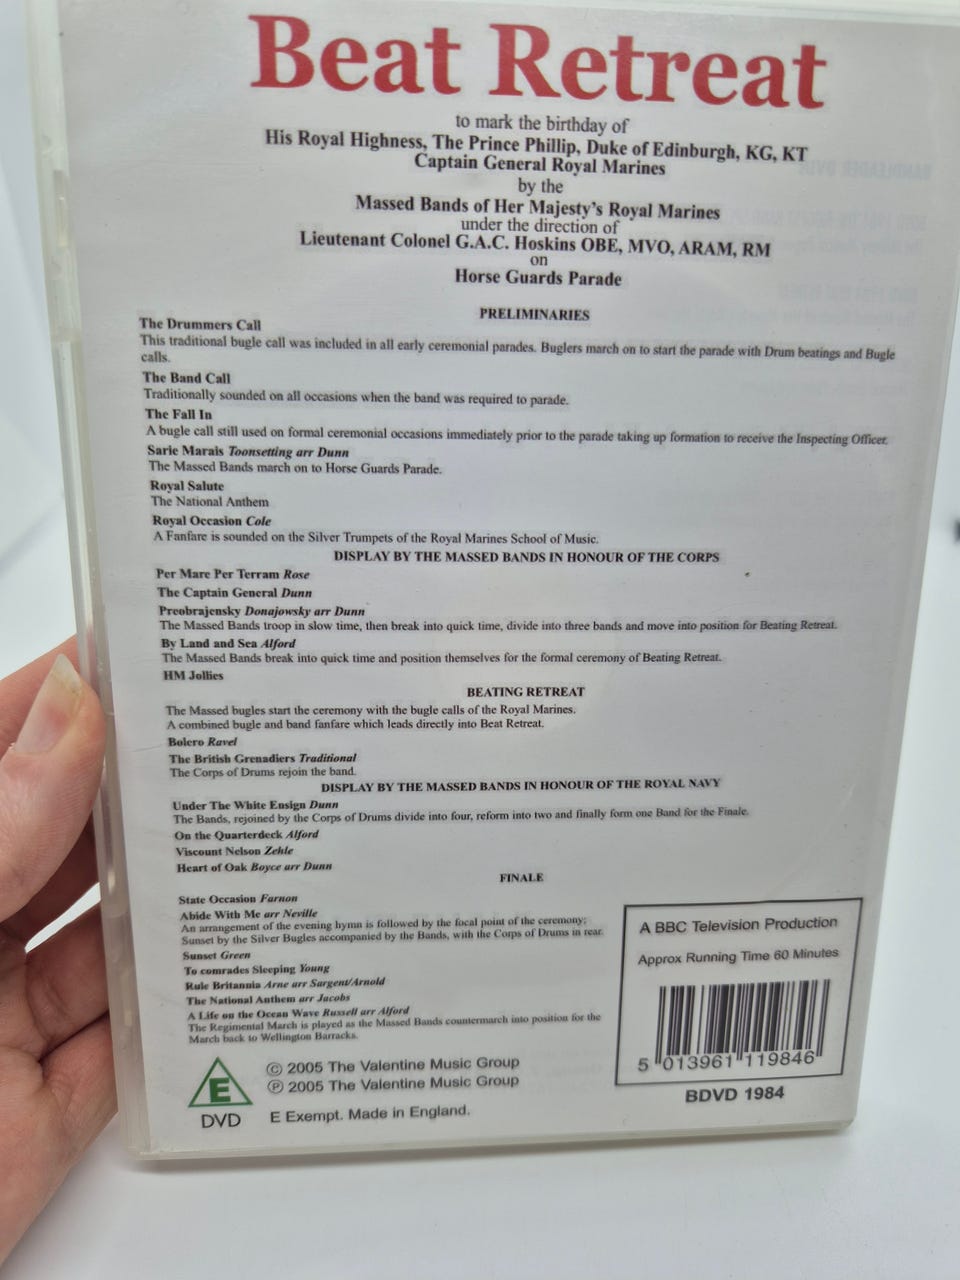 Beat Retreat
to mark the birthday of
His Royal Highness, The Prince Phillip, Duke of Edinburgh, KG, KT
Captain General Royal Marines
by the
Massed Bands of Her Majesty's Royal Marines
under the direction of
Lieutenant Colonel G.A.C. Hoskins OBE, MVO, ARAM, RM
on
Horse Guards Parade
PRELIMINARIES
The Drummers Call
This traditional bugle call was included in all early ceremonial parades. Buglers march on to start the parade with Drum beatings and Bugle
calls.
The Band Call
Traditionally sounded on all occasions when the band was required to parade.
The Fall In
A bugle call still used on formal ceremonial occasions immediately prior to the parade taking up formation to receive the Inspecting Officer.
Sarie Marais Toonsetting arr Dunn
The Massed Bands march on to Horse Guards Parade.
Royal Salute
The National Anthem
Royal Occasion Cole
A Fanfare is sounded on the Silver Trumpets of the Royal Marines School of Music.
DISPLAY BY THE MASSED BANDS IN HONOUR OF THE CORPS
Per Mare Per Terram Rose
The Captain General Dunn
Preobrajensky Donajowsky arr Dunn
The Massed Bands troop in slow time, then break into quick time, divide into three bands and move into position for Beating Retreat.
By Land and Sea Alford
The Massed Bands break into quick time and position themselves for the formal ceremony of Beating Retreat.
HM Jollies
BEATING RETREAT
The Massed bugles start the ceremony with the bugle calls of the Royal Marines.
A combined bugle and band fanfare which leads directly into Beat Retreat.
Bolero Ravel
The British Grenadiers Traditional
The Corps of Drums rejoin the band.
DISPLAY BY THE MASSED BANDS IN HONOUR OF THE ROYAL NAVY
Under The White Ensign Dunn
The Bands, rejoined by the Corps of Drums divide into four, reform into two and finally form one Band for the Finale.
On the Quarterdeck Alford
Viscount Nelson Zehle
Heart of Oak Boyce arr Dunn
FINALE
State Occasion Farnon
Abide With Me arr Neville
An arrangement of the evening hymn is followed by the focal point of the ceremony;
Sunset by the Silver Bugles accompanied by the Bands, with the Corps of Drums in rear.
Sunset Green
To comrades Sleeping Young
Rule Britannia Arne arr Sargent/Arnold
The National Anthem arr Jacobs
A Life on the Ocean Wave Russell arr Alford
The Regimental March is played as the Massed Bands countermarch into position for the
March back to Wellington Barracks.
A BBC Television Production
Approx Running Time 60 Minutes
5 013961 119846
BDVD 1984
E
DVD
© 2005 The Valentine Music Group
℗ 2005 The Valentine Music Group
E Exempt. Made in England.